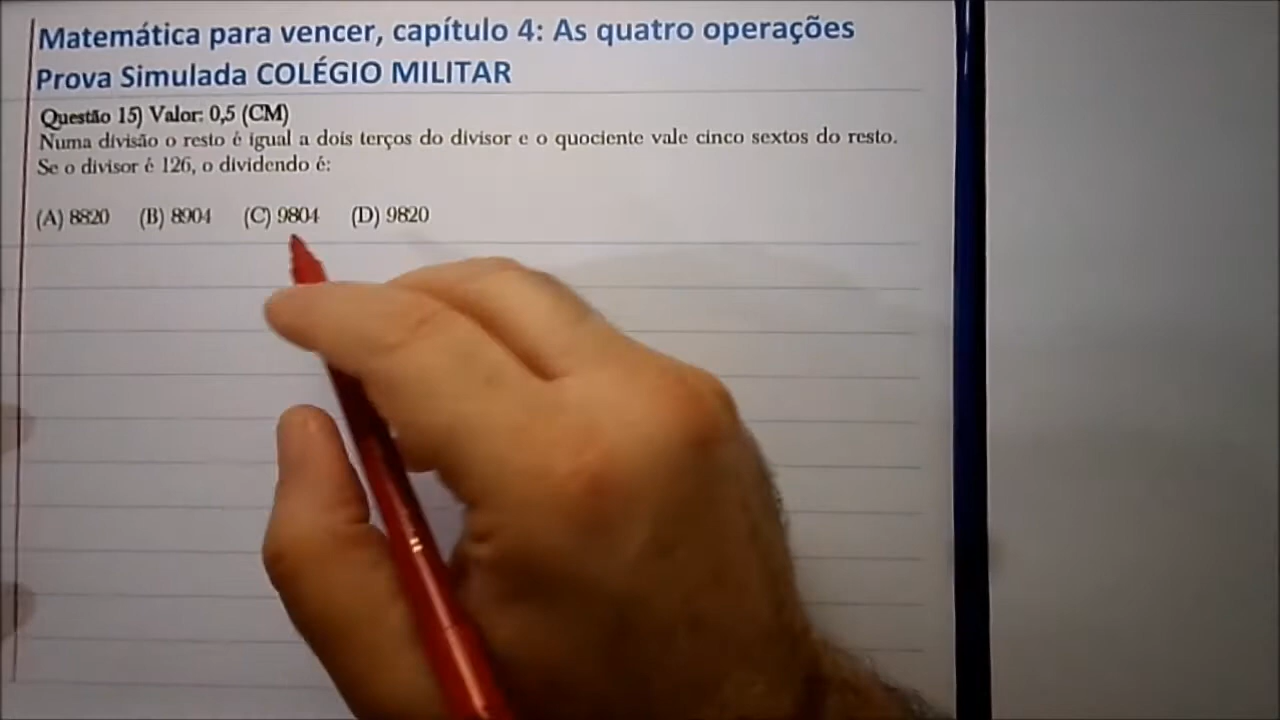 Matemática para vencer, capítulo 4: As quatro operações
Prova Simulada COLÉGIO MILITAR
Questão 15) Valor: 0,5 (CM)
Numa divisão o resto é igual a dois terços do divisor e o quociente vale cinco sextos do resto.
Se o divisor é 126, o dividendo é:
(A) 8820 (B) 8904 (C) 9804 (D) 9820